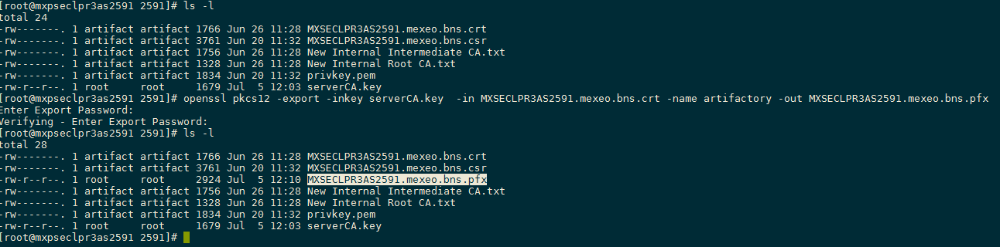 [root@mxpseclpr3as2591 2591]# ls -l
total 24
-rw-------. 1 artifact artifact 1766 Jun 26 11:28 MXSECLPR3AS2591.mexeo.bns.crt
-rw-------. 1 artifact artifact 3761 Jun 20 11:32 MXSECLPR3AS2591.mexeo.bns.csr
-rw-------. 1 artifact artifact 1756 Jun 26 11:28 New Internal Intermediate CA.txt
-rw-------. 1 artifact artifact 1328 Jun 26 11:28 New Internal Root CA.txt
-rw-------. 1 artifact artifact 1834 Jun 20 11:32 privkey.pem
-rw-r--r--. 1 root     root     1679 Jul  5 12:03 serverCA.key
[root@mxpseclpr3as2591 2591]# openssl pkcs12 -export -inkey serverCA.key  -in MXSECLPR3AS2591.mexeo.bns.crt -name artifactory -out MXSECLPR3AS2591.mexeo.bns.pfx
Enter Export Password:
Verifying - Enter Export Password:
[root@mxpseclpr3as2591 2591]# ls -l
total 28
-rw-------. 1 artifact artifact 1766 Jun 26 11:28 MXSECLPR3AS2591.mexeo.bns.crt
-rw-------. 1 artifact artifact 3761 Jun 20 11:32 MXSECLPR3AS2591.mexeo.bns.csr
-rw-r--r--. 1 root     root     2924 Jul  5 12:10 MXSECLPR3AS2591.mexeo.bns.pfx
-rw-------. 1 artifact artifact 1756 Jun 26 11:28 New Internal Intermediate CA.txt
-rw-------. 1 artifact artifact 1328 Jun 26 11:28 New Internal Root CA.txt
-rw-------. 1 artifact artifact 1834 Jun 20 11:32 privkey.pem
-rw-r--r--. 1 root     root     1679 Jul  5 12:03 serverCA.key
[root@mxpseclpr3as2591 2591]#